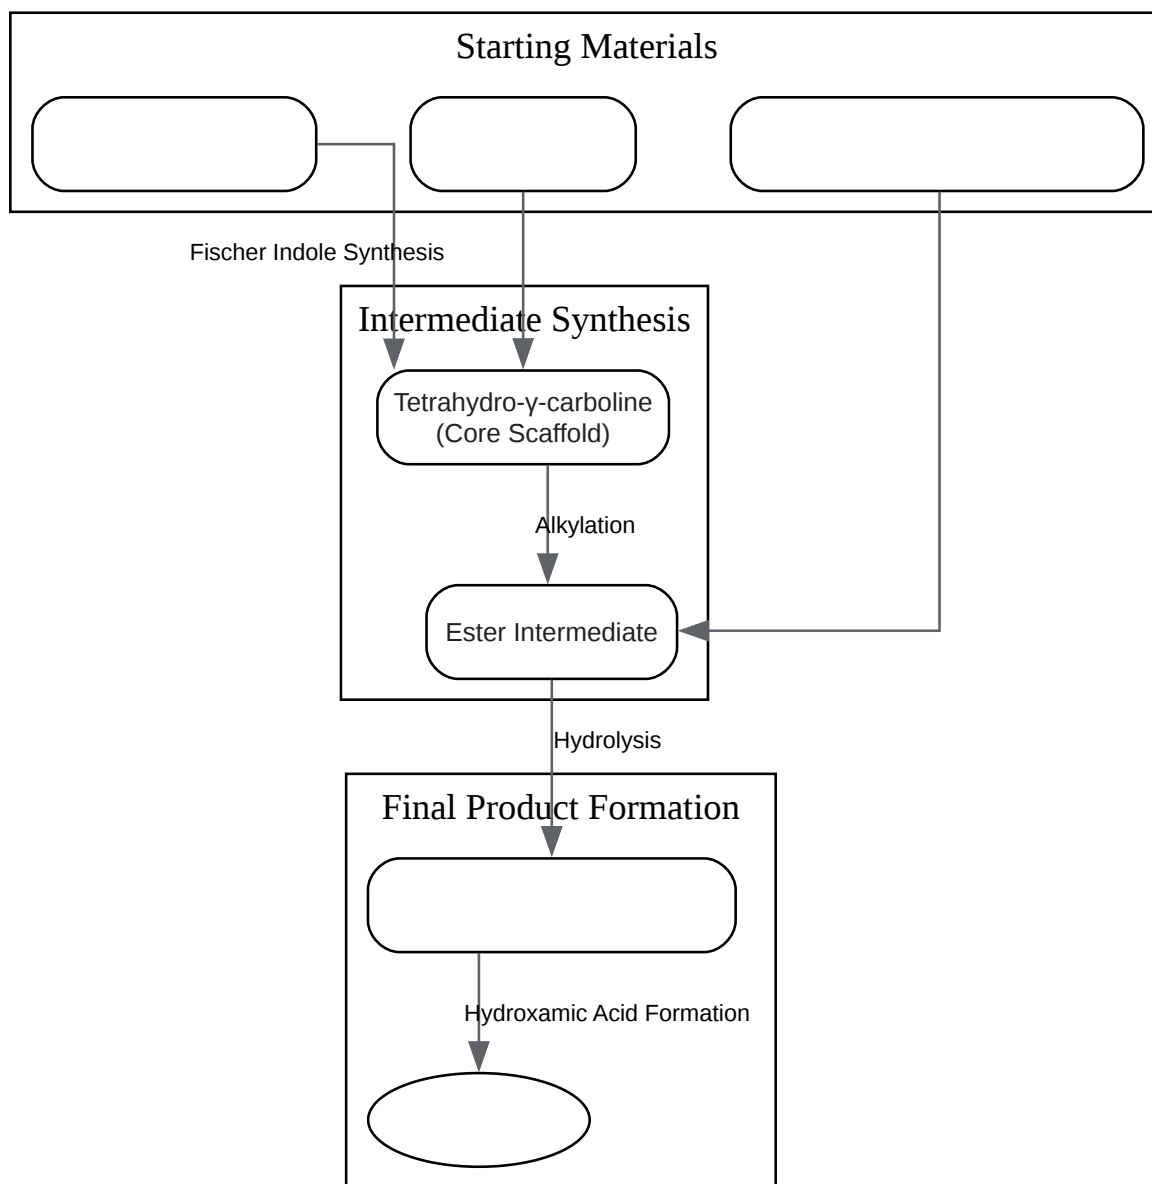 Starting Materials
Fischer Indole Synthesis
Intermediate Synthesis
Tetrahydro-γ-carboline
(Core Scaffold)
Alkylation
Ester Intermediate
Hydrolysis
Final Product Formation
Hydroxamic Acid Formation